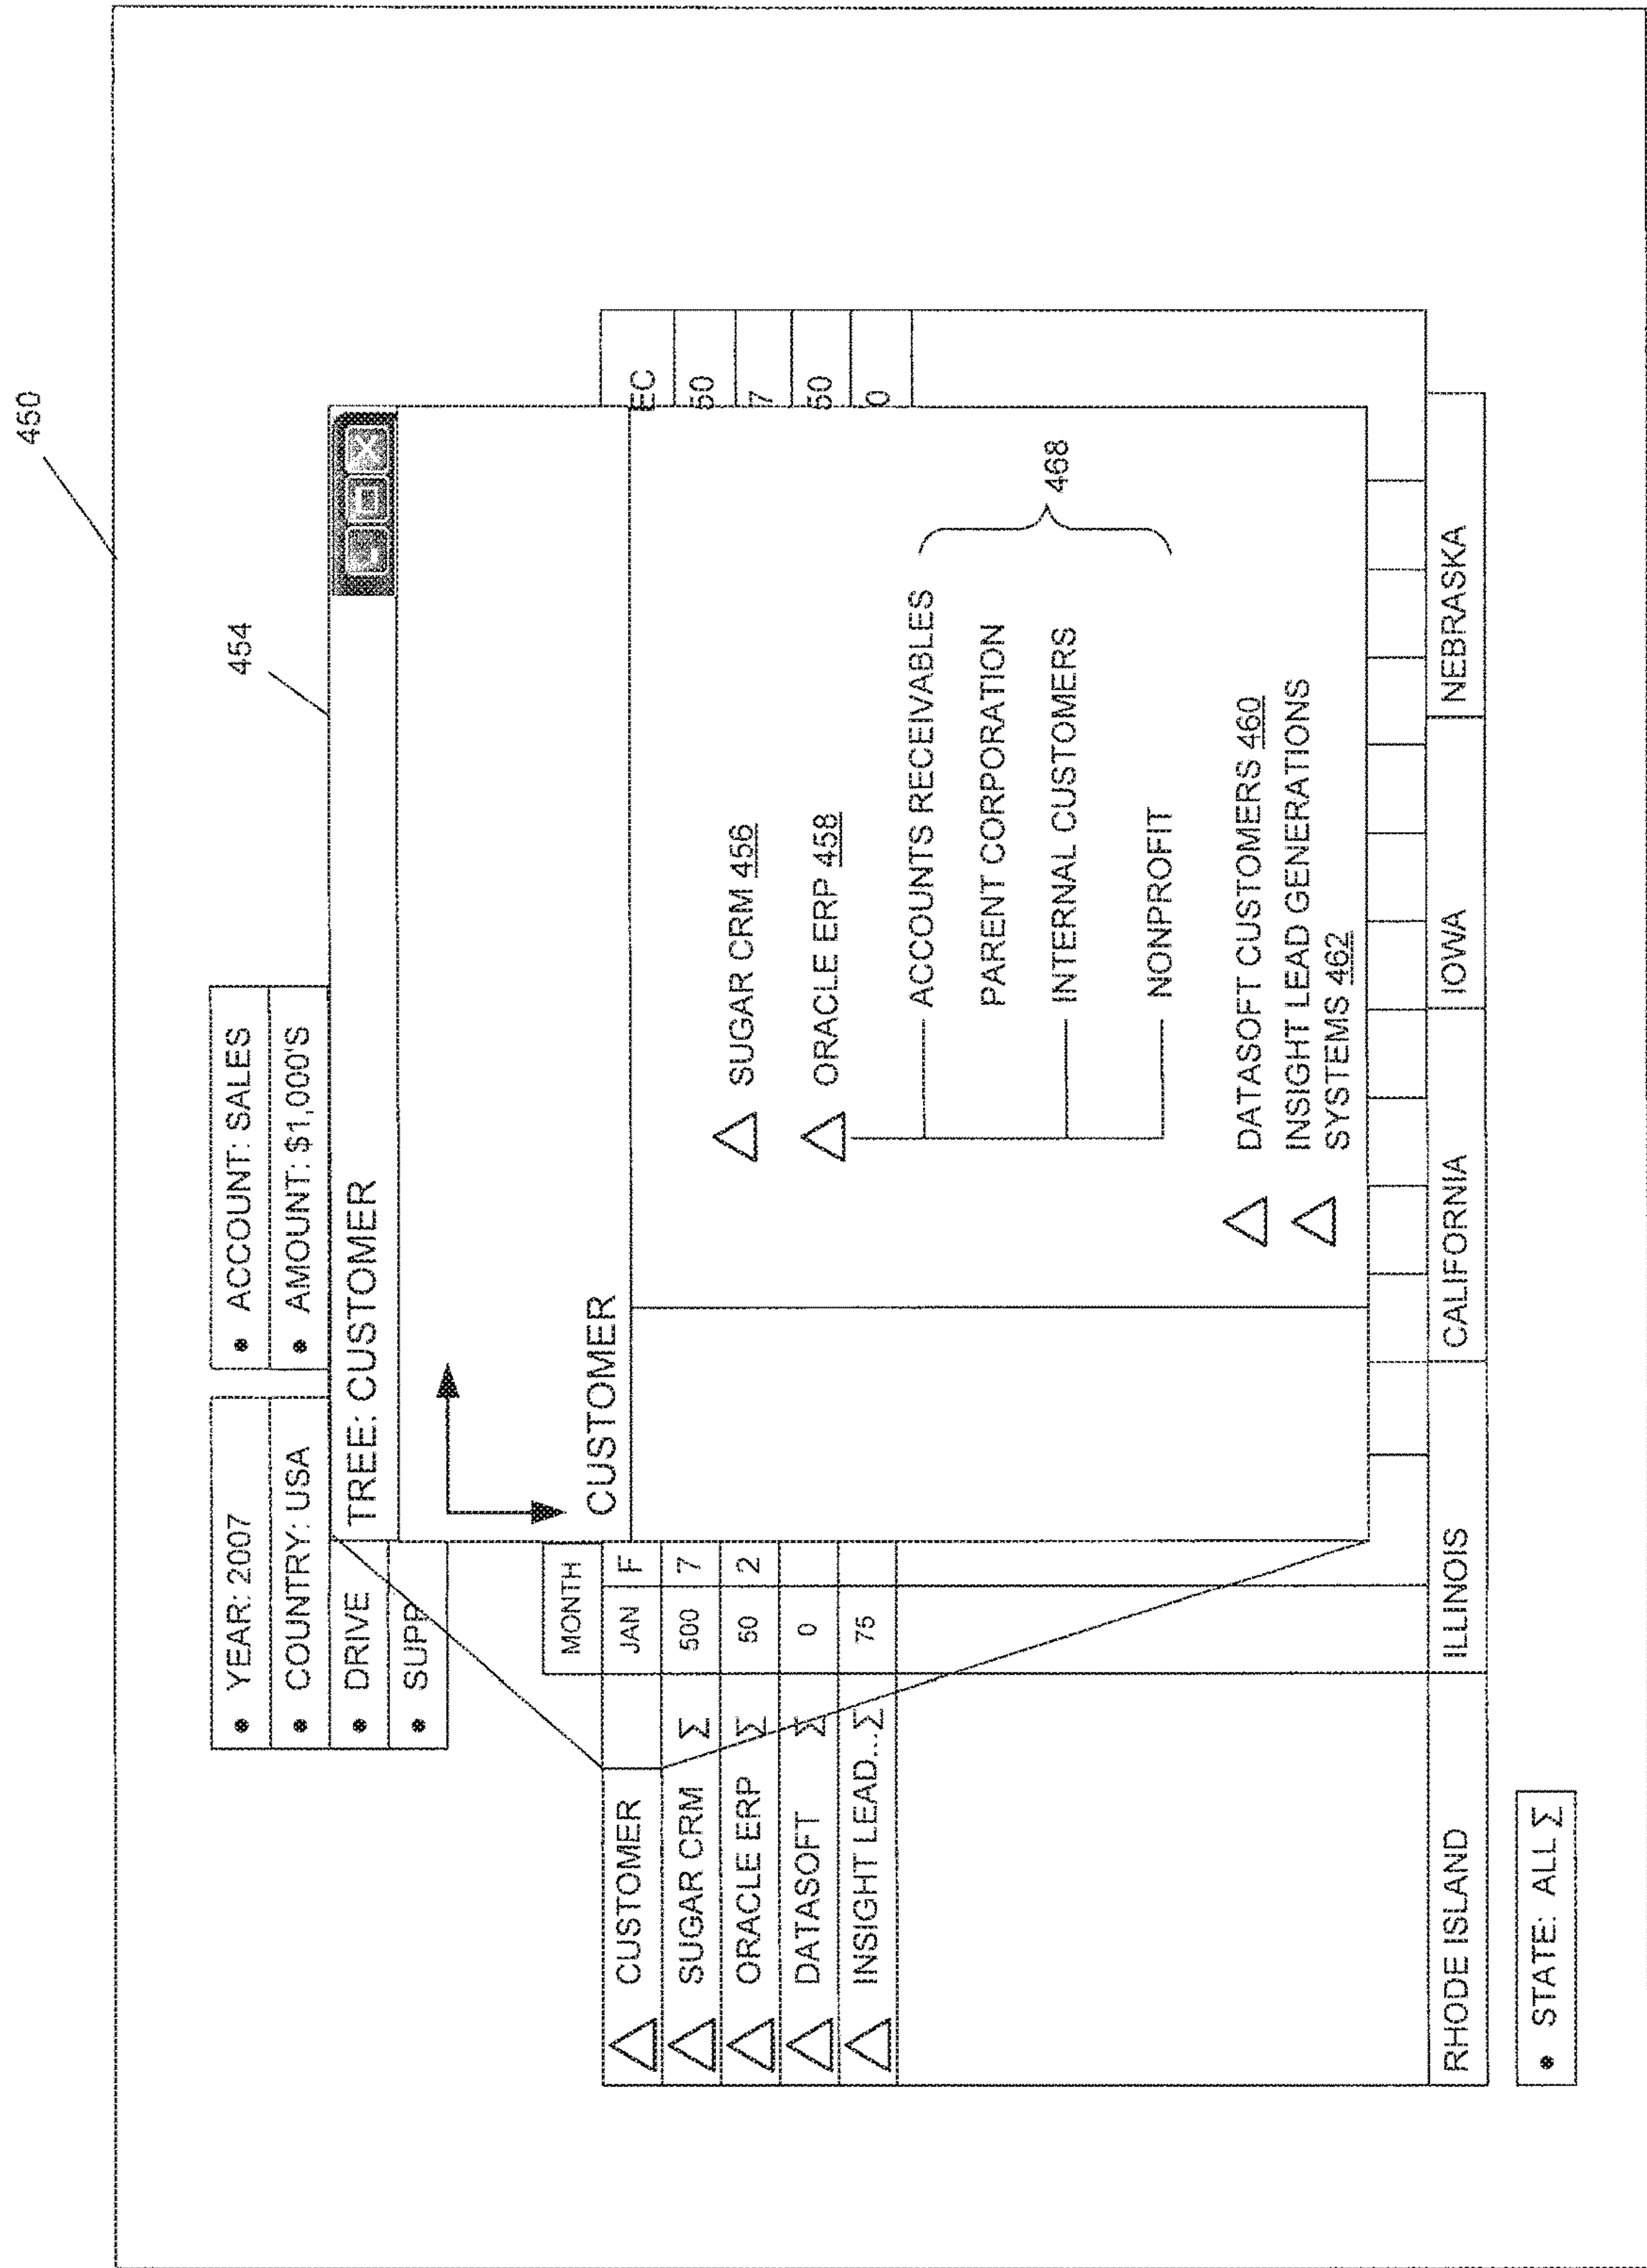 450
454
• YEAR: 2007
• COUNTRY: USA
• DRIVE
• SUPP
• ACCOUNT: SALES
• AMOUNT: $1,000'S
TREE: CUSTOMER
CUSTOMER
MONTH
CUSTOMER JAN F EC
SUGAR CRM Σ 500 7 50
ORACLE ERP Σ 50 2 7
DATASOFT Σ 0 50
INSIGHT LEAD...Σ 75 0
SUGAR CRM 456
ORACLE ERP 458
ACCOUNTS RECEIVABLES
PARENT CORPORATION
INTERNAL CUSTOMERS
NONPROFIT
468
DATASOFT CUSTOMERS 460
INSIGHT LEAD GENERATIONS
SYSTEMS 462
RHODE ISLAND ILLINOIS CALIFORNIA IOWA NEBRASKA
• STATE: ALL Σ